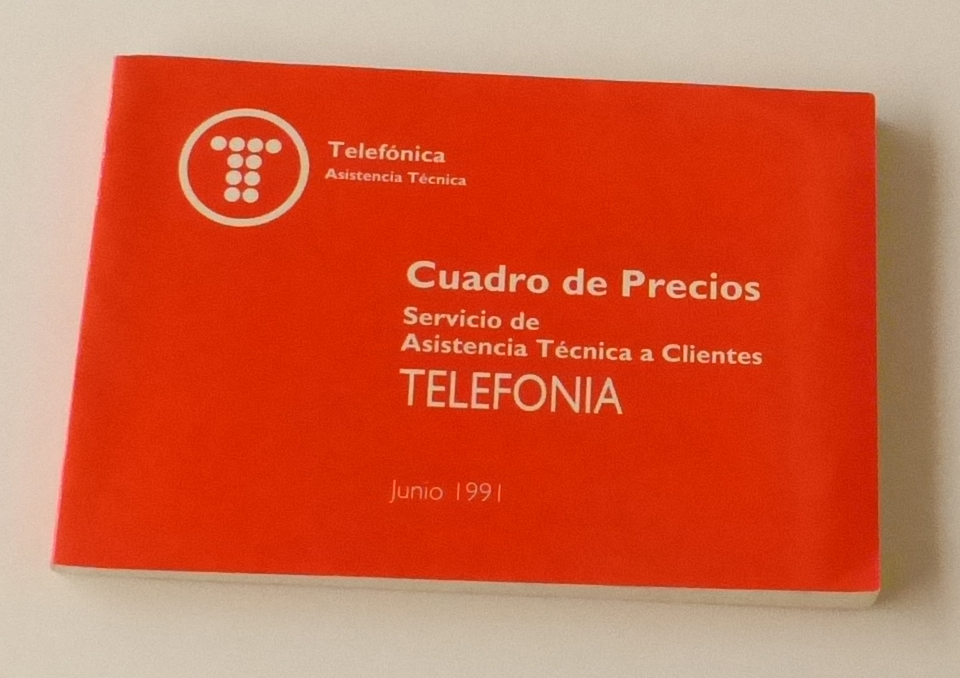 Telefónica
Asistencia Técnica
Cuadro de Precios
Servicio de
Asistencia Técnica a Clientes
TELEFONIA
Junio 1991